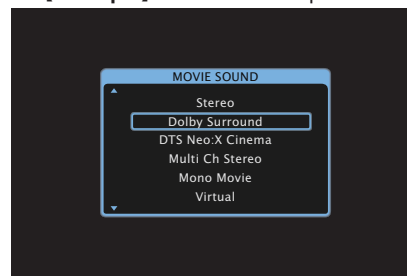 MOVIE SOUND
Stereo
Dolby Surround
DTS Neo:X Cinema
Multi Ch Stereo
Mono Movie
Virtual